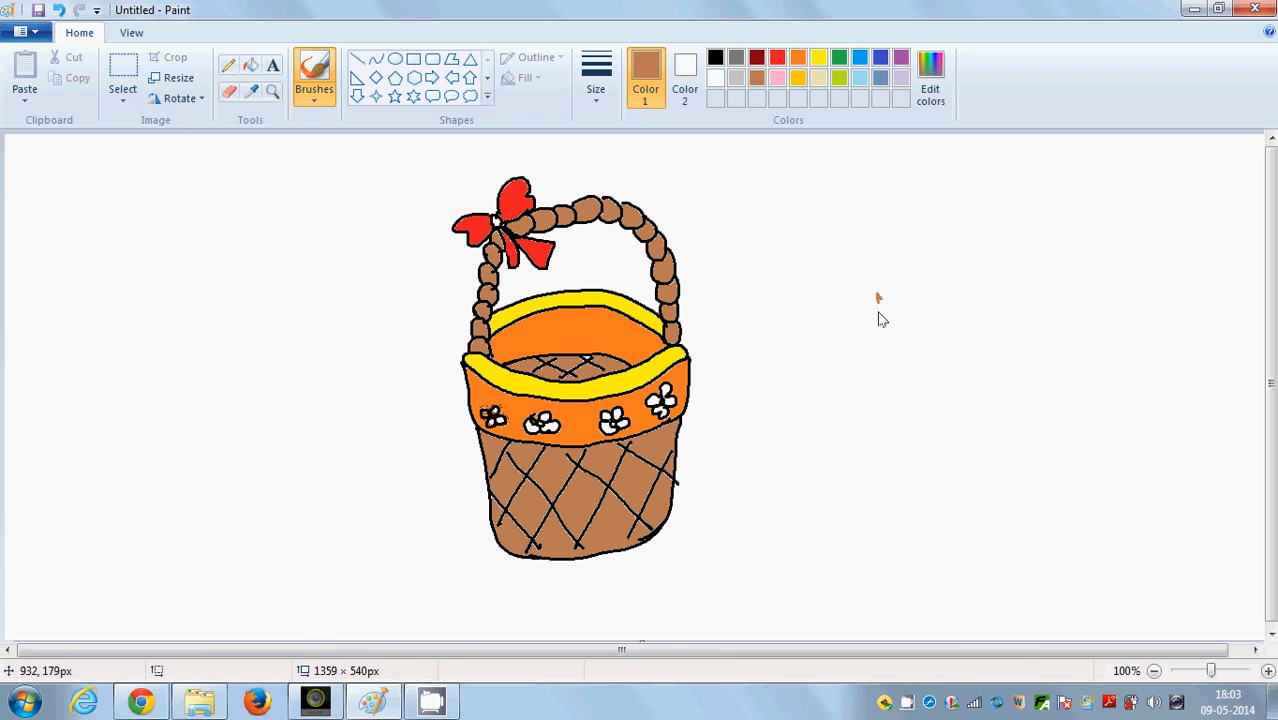 Untitled - Paint
Home
View
Paste
Cut
Copy
Clipboard
Select
Crop
Resize
Rotate
Image
A
Tools
Brushes
Shapes
Outline
Fill
Size
Color 1
Color 2
Colors
Edit colors
932, 179px
1359 × 540px
100%
18:03
09-05-2014